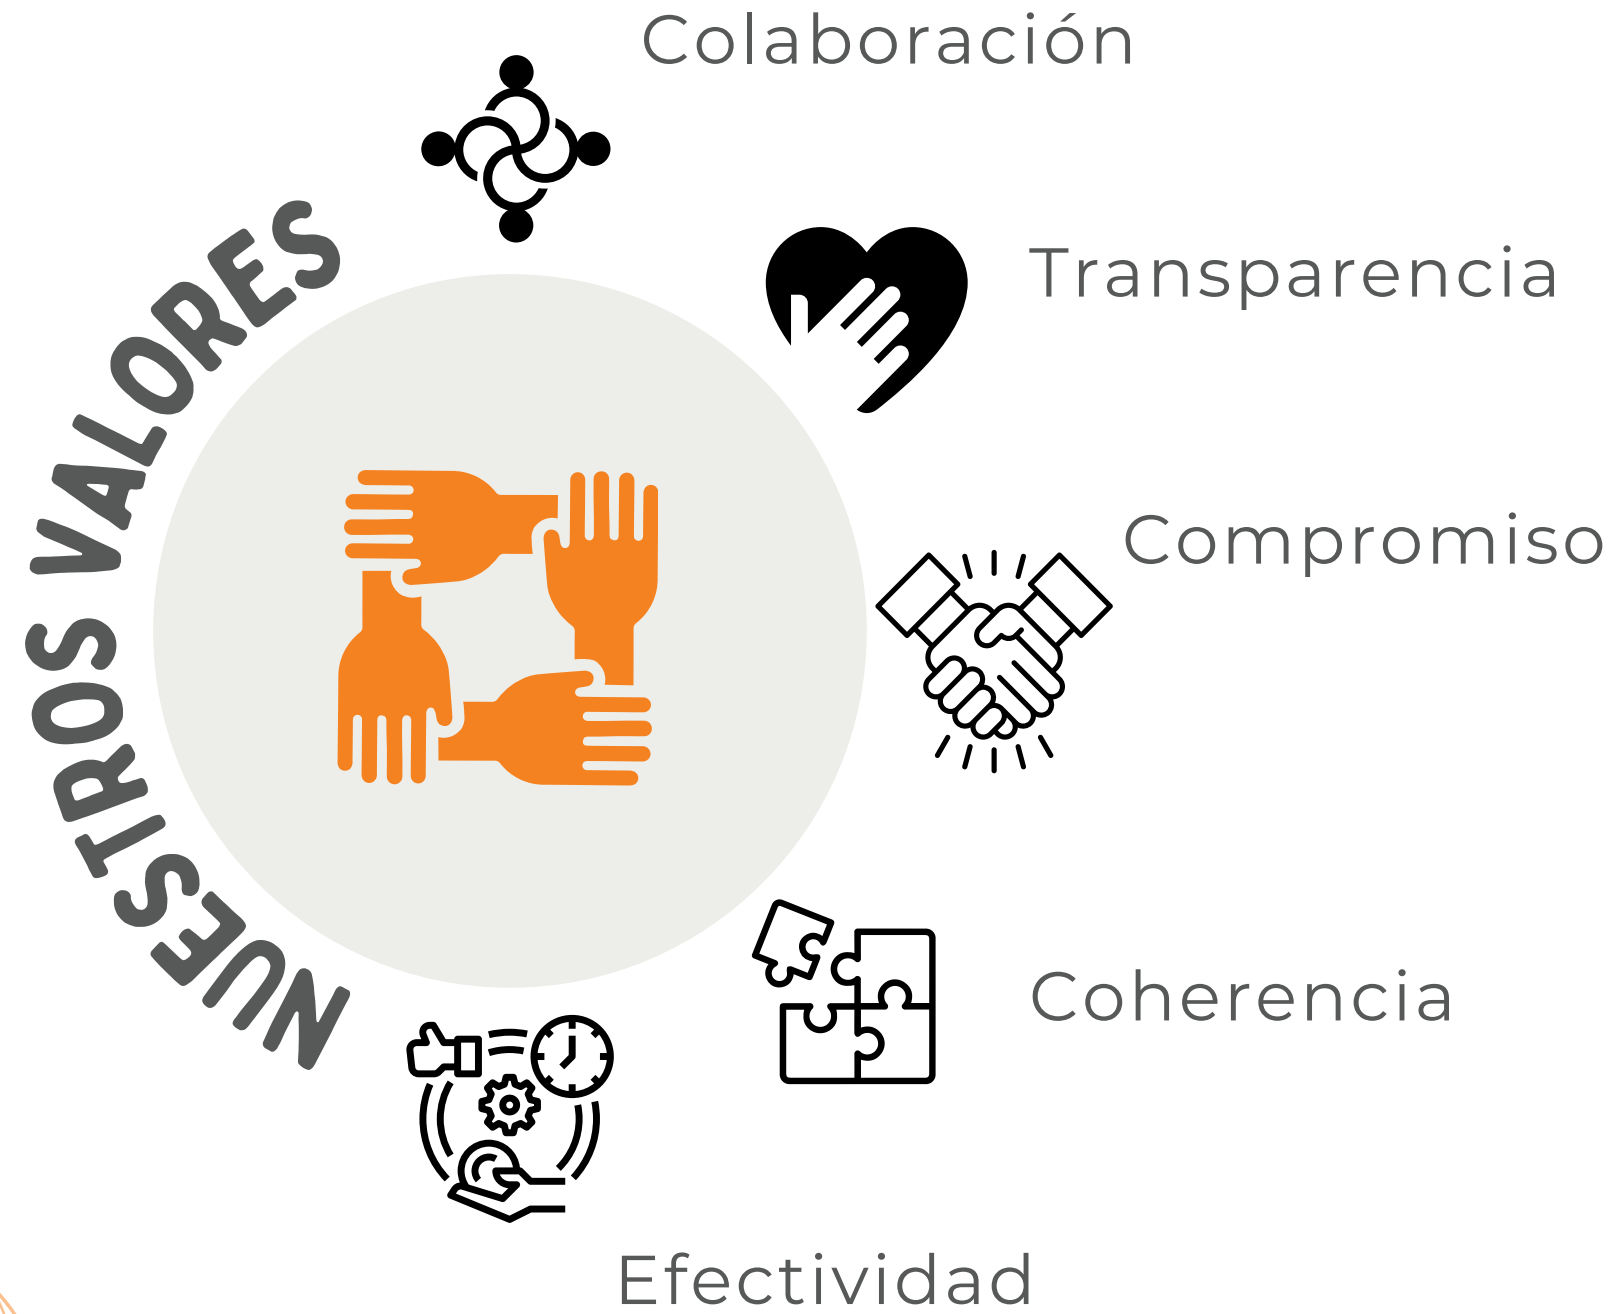 NUESTROS VALORES
Colaboración
Transparencia
Compromiso
Coherencia
Efectividad